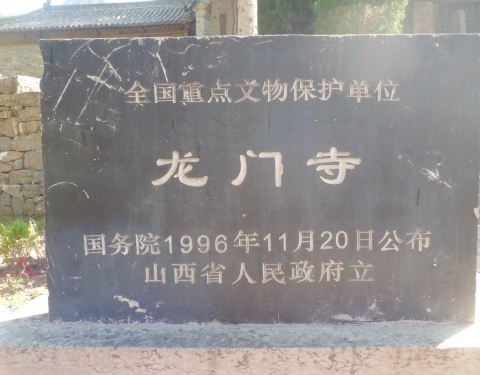 全国重点文物保护单位
龙门寺
国务院1996年11月20日公布
山西省人民政府立